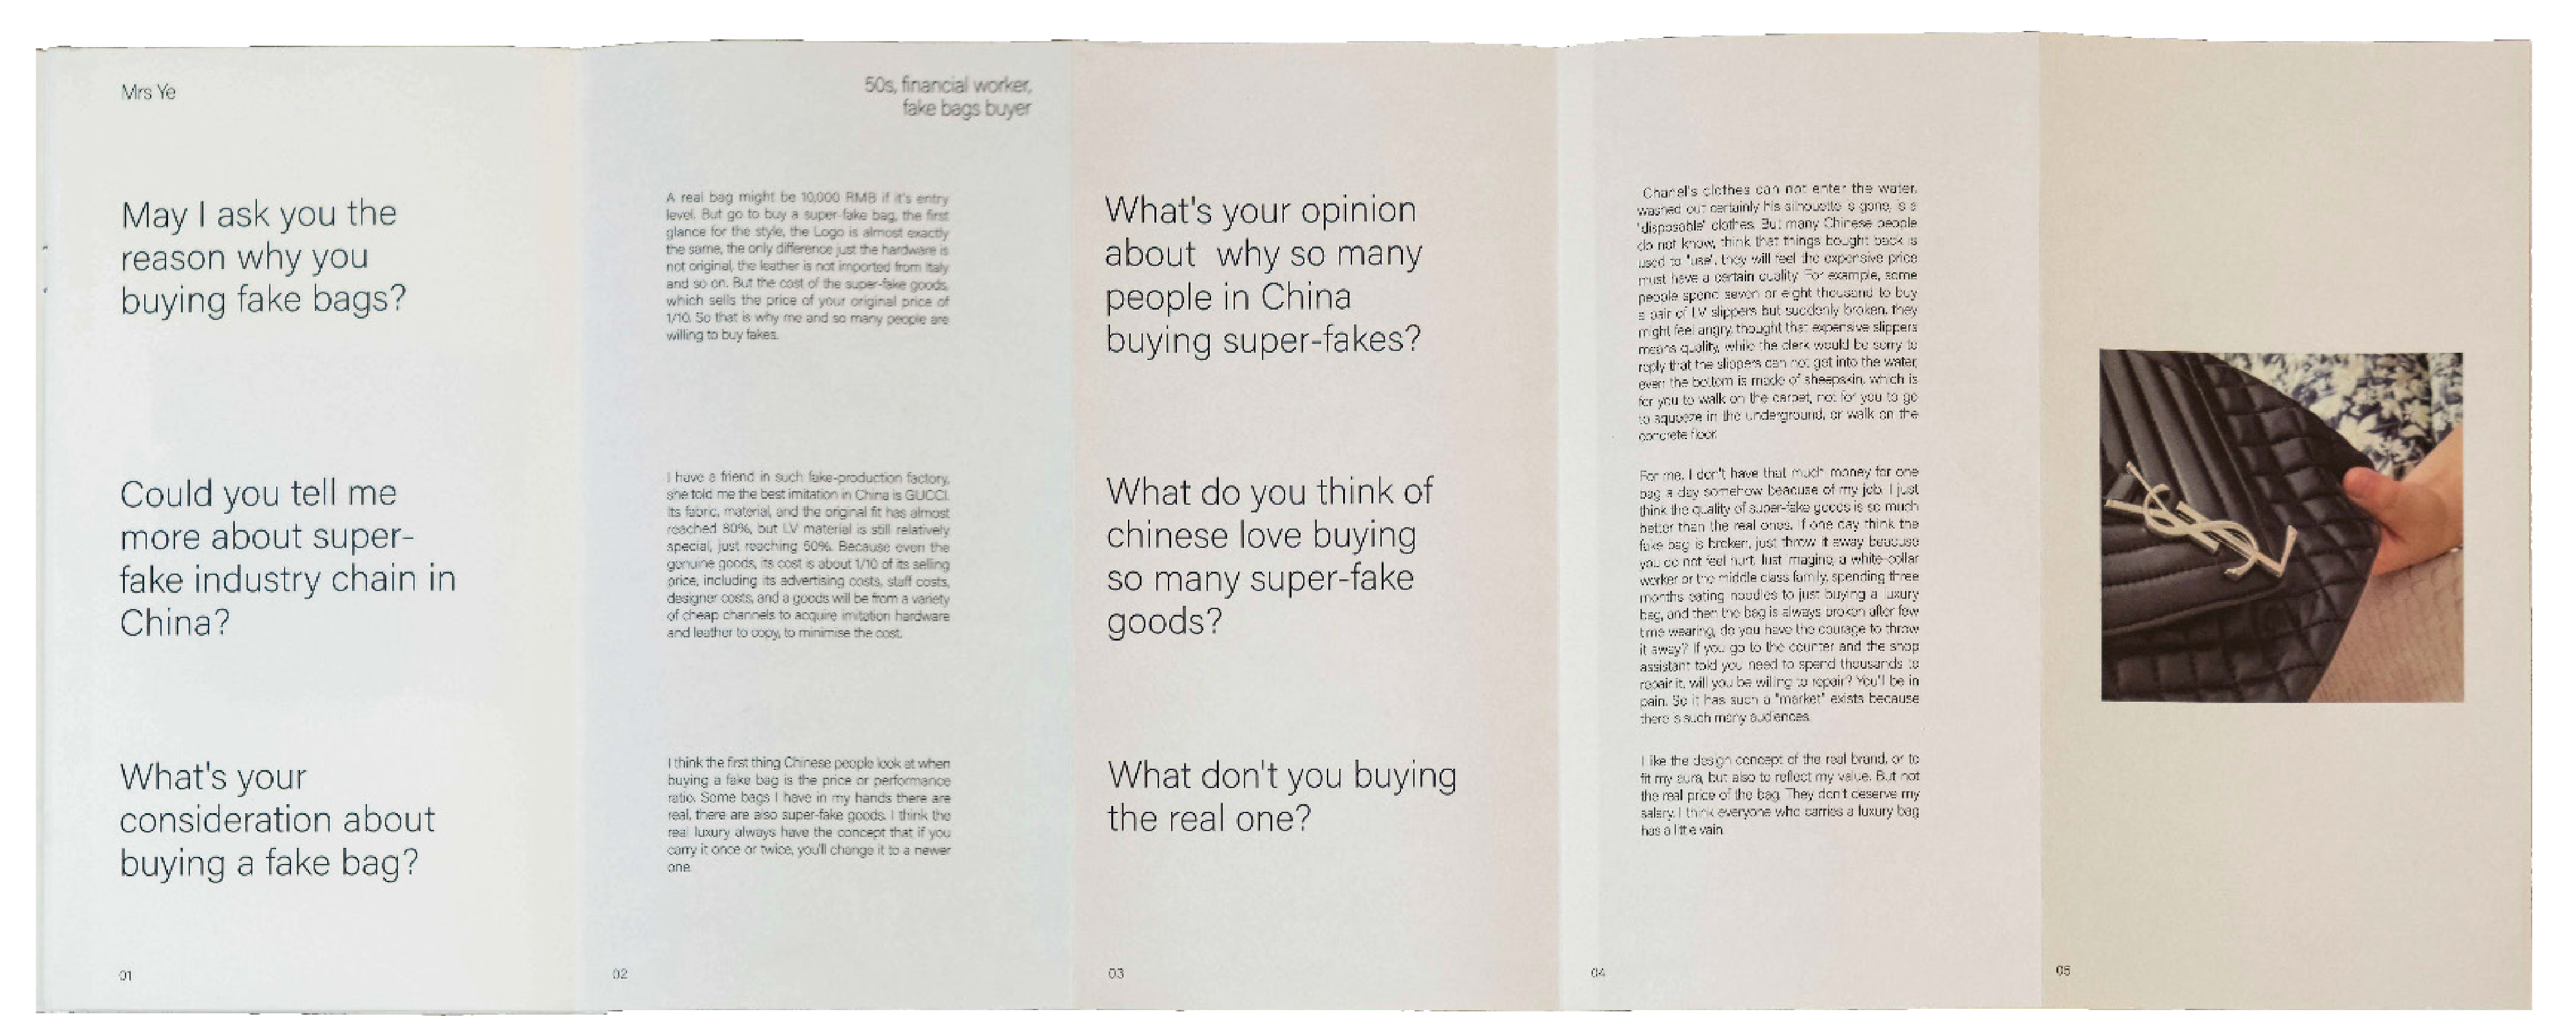 Mrs Ye
May I ask you the
reason why you
buying fake bags?
Could you tell me
more about super-
fake industry chain in
China?
What's your
consideration about
buying a fake bag?
01
50s, financial worker,
fake bags buyer
A real bag might be 10,000 RMB if it's entry
level. But go to buy a super-fake bag, the first
glance for the style, the Logo is almost exactly
the same, the only difference just the hardware is
not original, the leather is not imported from Italy
and so on. But the cost of the super-fake goods,
which sells the price of your original price of
1/10. So that is why me and so many people are
willing to buy fakes.
I have a friend in such fake-production factory,
she told me the best imitation in China is GUCCI.
Its fabric, material, and the original fit has almost
reached 80%, but LV material is still relatively
special, just reaching 50%. Because even the
genuine goods, its cost is about 1/10 of its selling
price, including its advertising costs, staff costs,
designer costs, and a goods will be from a variety
of cheap channels to acquire imitation hardware
and leather to copy, to minimise the cost.
I think the first thing Chinese people look at when
buying a fake bag is the price or performance
ratio. Some bags I have in my hands there are
real, there are also super-fake goods. I think the
real luxury always have the concept that if you
carry it once or twice, you'll change it to a newer
one.
02
What's your opinion
about why so many
people in China
buying super-fakes?
What do you think of
chinese love buying
so many super-fake
goods?
What don't you buying
the real one?
03
Chanel's clothes can not enter the water,
washed out certainly his silhouette is gone, is a
"disposable" clothes. But many Chinese people
do not know, think that things bought back is
used to "use", they will feel the expensive price
must have a certain quality. For example, some
people spend seven or eight thousand to buy
a pair of LV slippers but suddenly broken, they
might feel angry, thought that expensive slippers
means quality, while the clerk would be sorry to
reply that the slippers can not get into the water,
even the bottom is made of sheepskin, which is
for you to walk on the carpet, not for you to go
to squeeze in the underground, or walk on the
concrete floor.
For me, I don't have that much money for one
bag a day somehow beacuse of my job. I just
think the quality of super-fake goods is so much
better than the real ones. If one day think the
fake bag is broken, just throw it away beacuse
you do not feel hurt. Just imagine, a white-collar
worker or the middle class family, spending three
months eating noodles to just buying a luxury
bag, and then the bag is always broken after few
time wearing, do you have the courage to throw
it away? If you go to the counter and the shop
assistant told you need to spend thousands to
repair it, will you be willing to repair? You'll be in
pain. So it has such a "market" exists because
there is such many audiences.
I like the design concept of the real brand, or to
fit my aura, but also to reflect my value. But not
the real price of the bag. They don't deserve my
salary. I think everyone who carries a luxury bag
has a little vain.
04
YSL
05